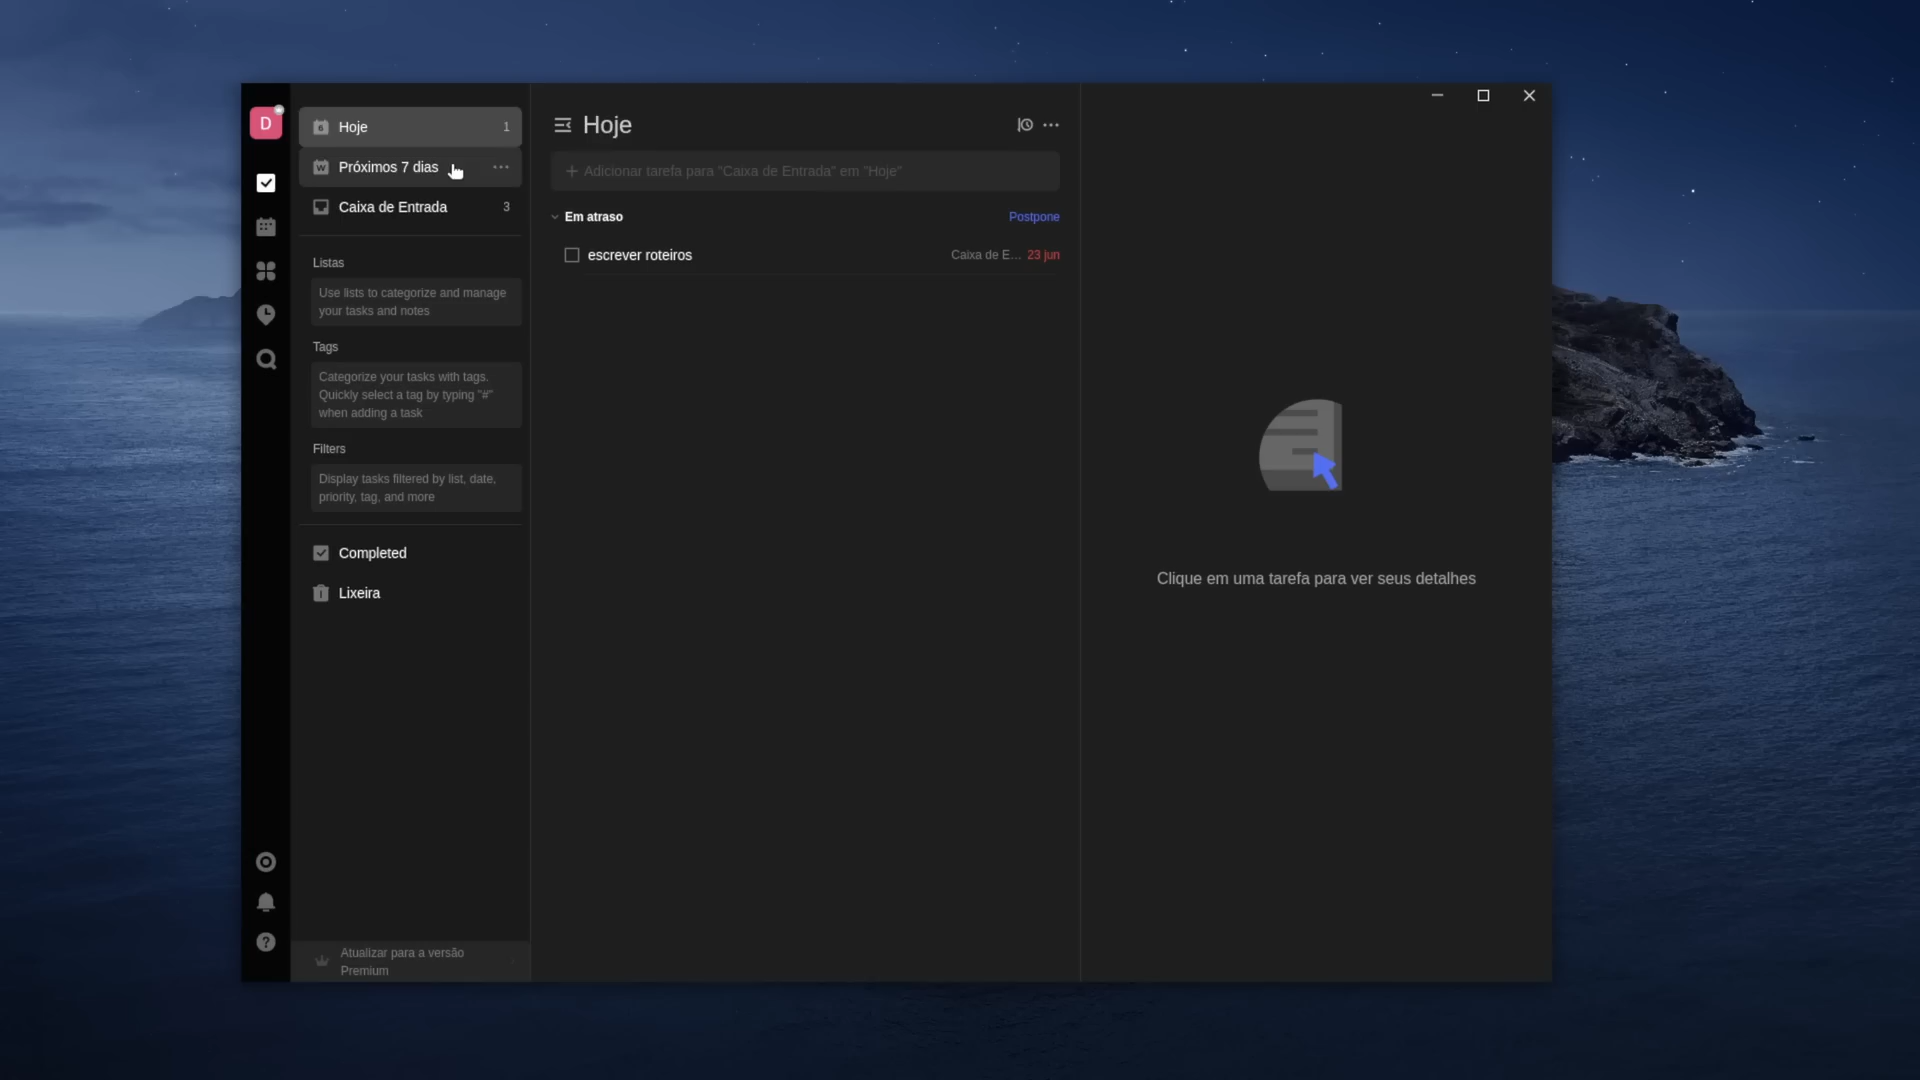 D
Hoje 1
Próximos 7 dias
Caixa de Entrada 3
Listas
Use lists to categorize and manage
your tasks and notes
Tags
Categorize your tasks with tags.
Quickly select a tag by typing "#"
when adding a task
Filters
Display tasks filtered by list, date,
priority, tag, and more
Completed
Lixeira
Atualizar para a versão
Premium
Hoje
Adicionar tarefa para "Caixa de Entrada" em "Hoje"
Em atraso Postpone
escrever roteiros Caixa de E... 23 jun
Clique em uma tarefa para ver seus detalhes